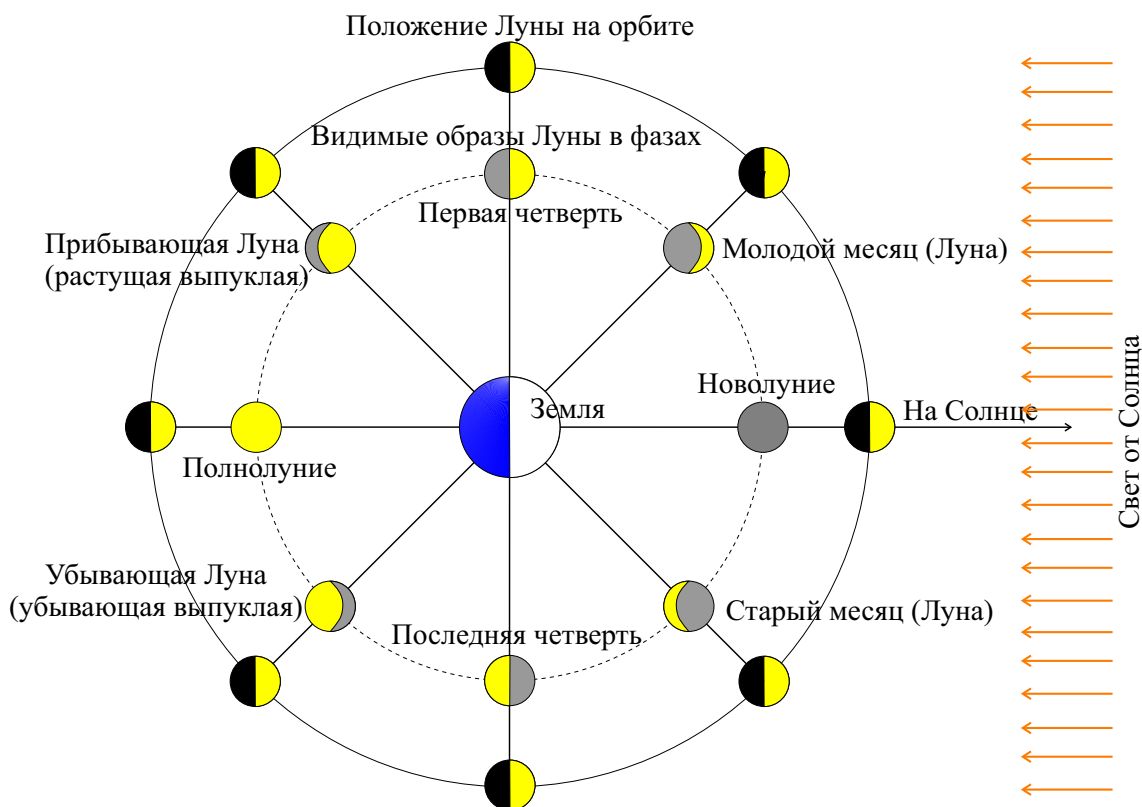 Положение Луны на орбите
Видимые образы Луны в фазах
Первая четверть
Прибывающая Луна
(растущая выпуклая)
Молодой месяц (Луна)
Новолуние
Земля
На Солнце
Свет от Солнца
Полнолуние
Убывающая Луна
(убывающая выпуклая)
Последняя четверть
Старый месяц (Луна)